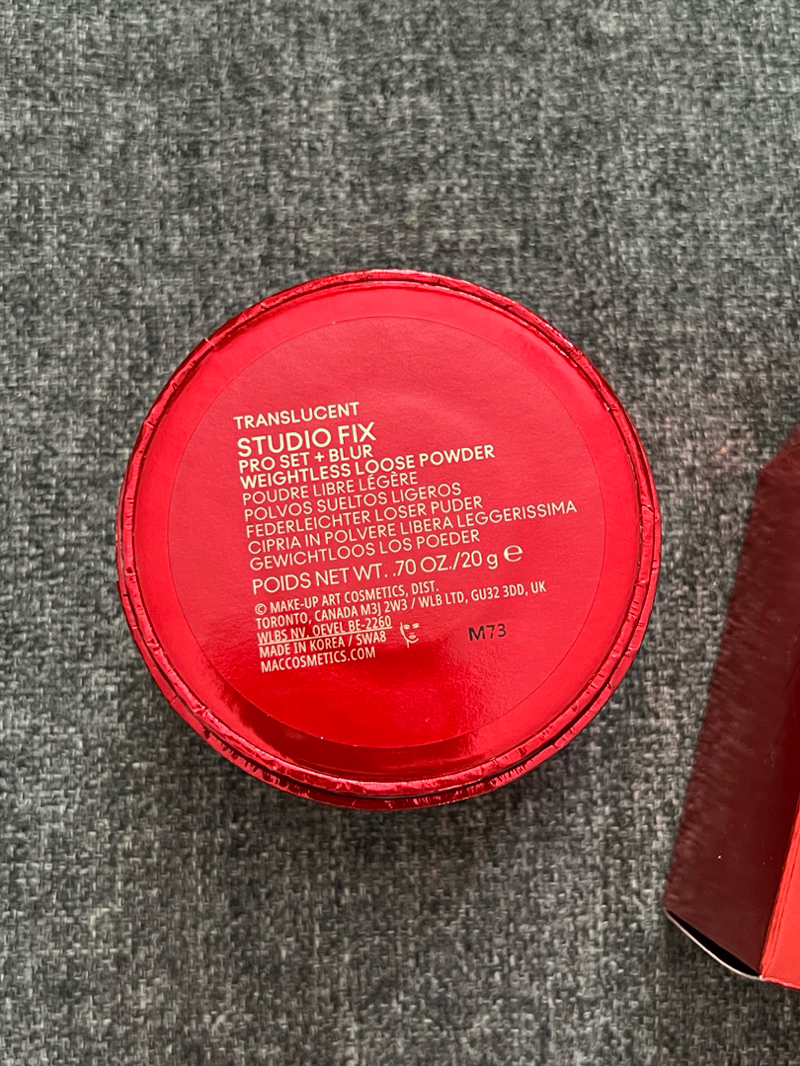 TRANSLUCENT
STUDIO FIX
PRO SET + BLUR
WEIGHTLESS LOOSE POWDER
POUDRE LIBRE LÉGÈRE
POLVOS SUELTOS LIGEROS
FEDERLEICHTER LOSER PUDER
CIPRIA IN POLVERE LIBERA LEGGERISSIMA
GEWICHTLOOS LOS POEDER
POIDS NET WT. .70 OZ./20 g ℮
© MAKE-UP ART COSMETICS, DIST.
TORONTO, CANADA M3J 2W3 / WLB LTD, GU32 3DD, UK
WLBS NV, OEVEL BE-2260
MADE IN KOREA / SWA8
MACCOSMETICS.COM
M73